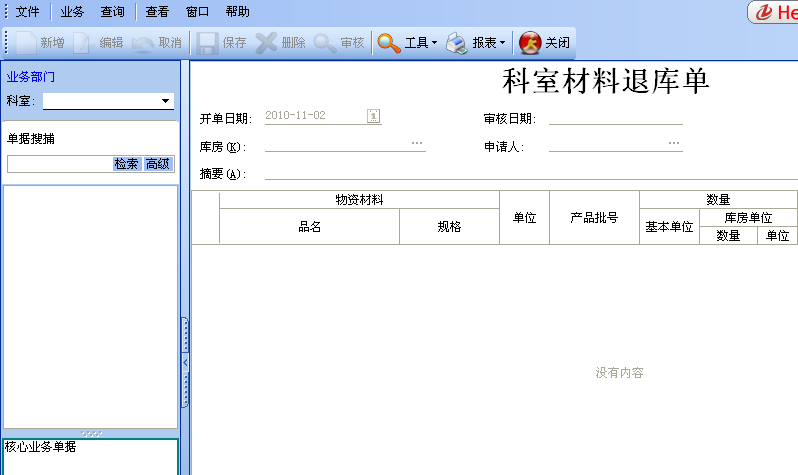 文件 业务 查询 查看 窗口 帮助
He
新增 编辑 取消 保存 册除 审核 工具 报表 关闭
业务部门
科室:
单据搜捕
检索 高级
核心业务单据
科室材料退库单
开单日期: 2010-11-02 1 审核日期:
库房(K): ... 申请人: ...
摘要(A):
物资材料 数量
品名 规格 单位 产品批号 基本单位 库房单位
数量 单位
没有内容